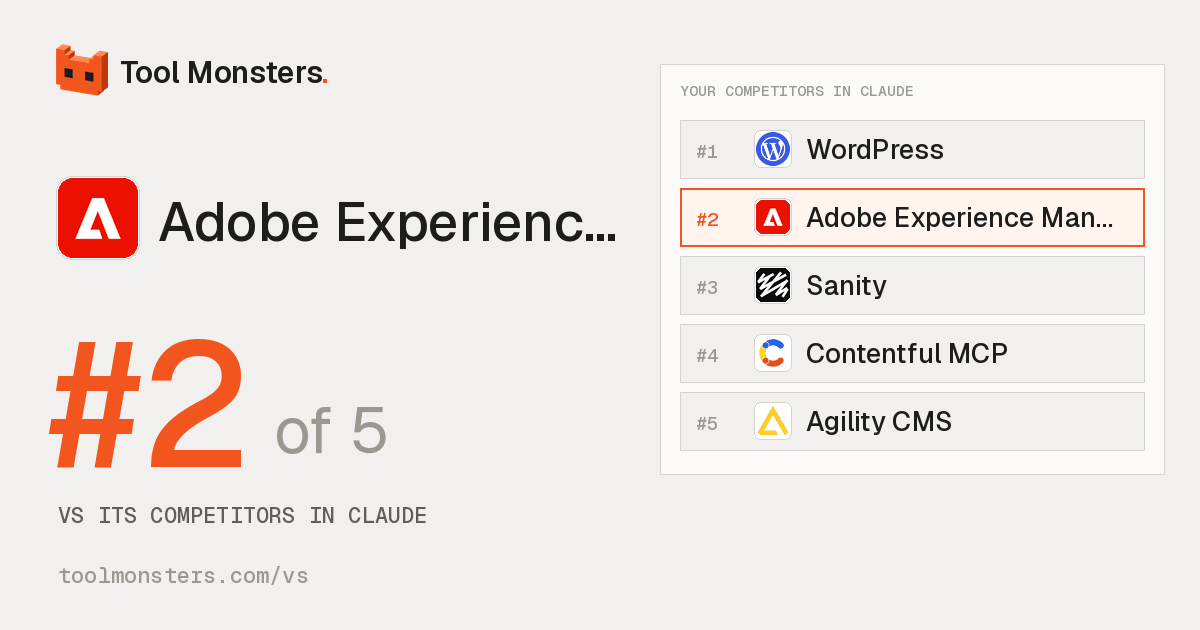 Tool Monsters.
Adobe Experienc...
#2 of 5
VS ITS COMPETITORS IN CLAUDE
toolmonsters.com/vs
YOUR COMPETITORS IN CLAUDE
#1 WordPress
#2 Adobe Experience Man...
#3 Sanity
#4 Contentful MCP
#5 Agility CMS